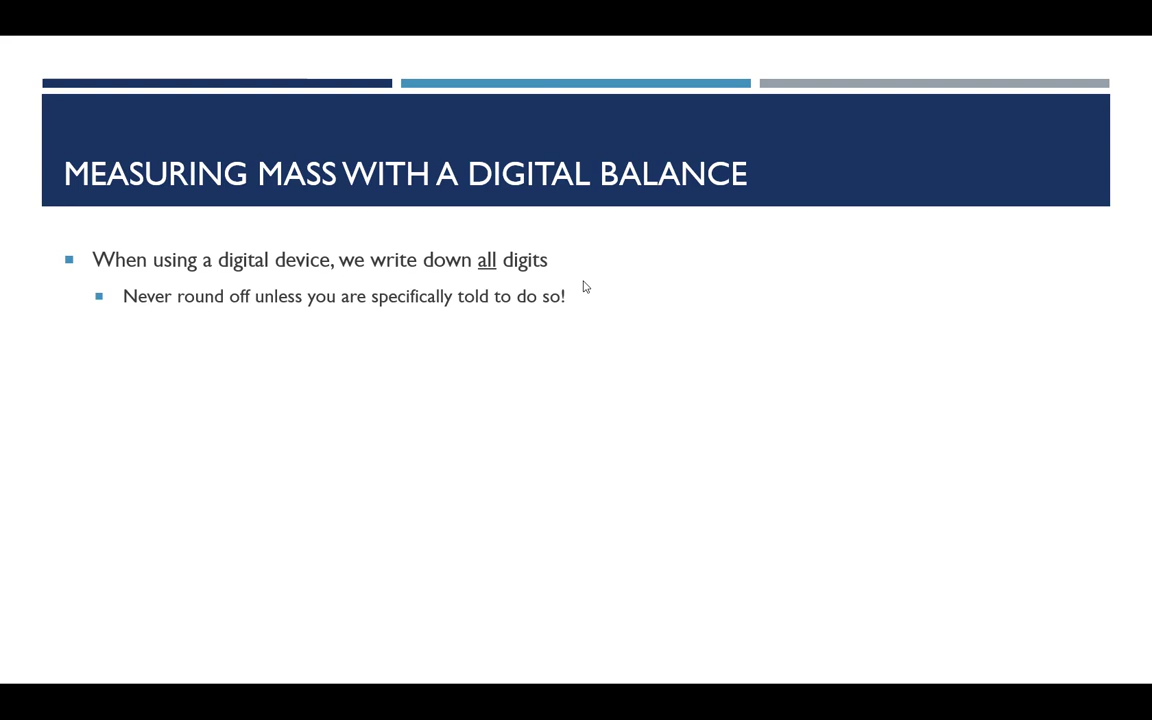 MEASURING MASS WITH A DIGITAL BALANCE
When using a digital device, we write down all digits
Never round off unless you are specifically told to do so!